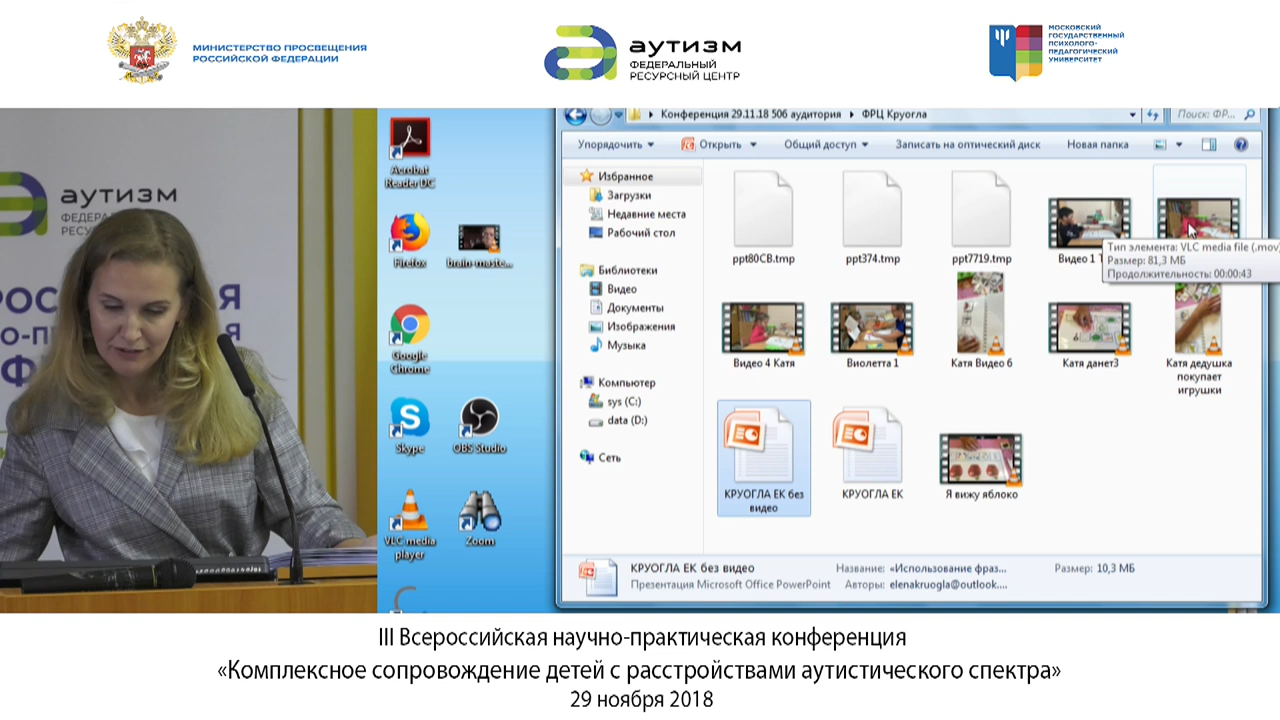 МИНИСТЕРСТВО ПРОСВЕЩЕНИЯ
РОССИЙСКОЙ ФЕДЕРАЦИИ
аутизм
ФЕДЕРАЛЬНЫЙ
РЕСУРСНЫЙ ЦЕНТР
МОСКОВСКИЙ
ГОСУДАРСТВЕННЫЙ
ПСИХОЛОГО-
ПЕДАГОГИЧЕСКИЙ
УНИВЕРСИТЕТ
аутизм
Acrobat
Reader DC
Firefox
brain-maste...
Google
Chrome
Skype
OBS Studio
VLC media
player
Zoom
Конференция 29.11.18 506 аудитория
ФРЦ Круогла
Поиск: ФР...
Упорядочить
Открыть
Общий доступ
Записать на оптический диск
Новая папка
Избранное
Загрузки
Недавние места
Рабочий стол
Библиотеки
Видео
Документы
Изображения
Музыка
Компьютер
sys (C:)
data (D:)
Сеть
ppt80CB.tmp
ppt374.tmp
ppt7719.tmp
Видео 1
Тип элемента: VLC media file (.mov
Размер: 81,3 МБ
Продолжительность: 00:00:43
Видео 4 Катя
Виолетта 1
Катя Видео 6
Катя данет3
Катя дедушка
покупает
игрушки
КРУОГЛА ЕК без
видео
КРУОГЛА ЕК
Я вижу яблоко
КРУОГЛА ЕК без видео
Презентация Microsoft Office PowerPoint
Название: «Использование фраз...
Авторы: elenakruogla@outlook....
Размер: 10,3 МБ
III Всероссийская научно-практическая конференция
«Комплексное сопровождение детей с расстройствами аутистического спектра»
29 ноября 2018